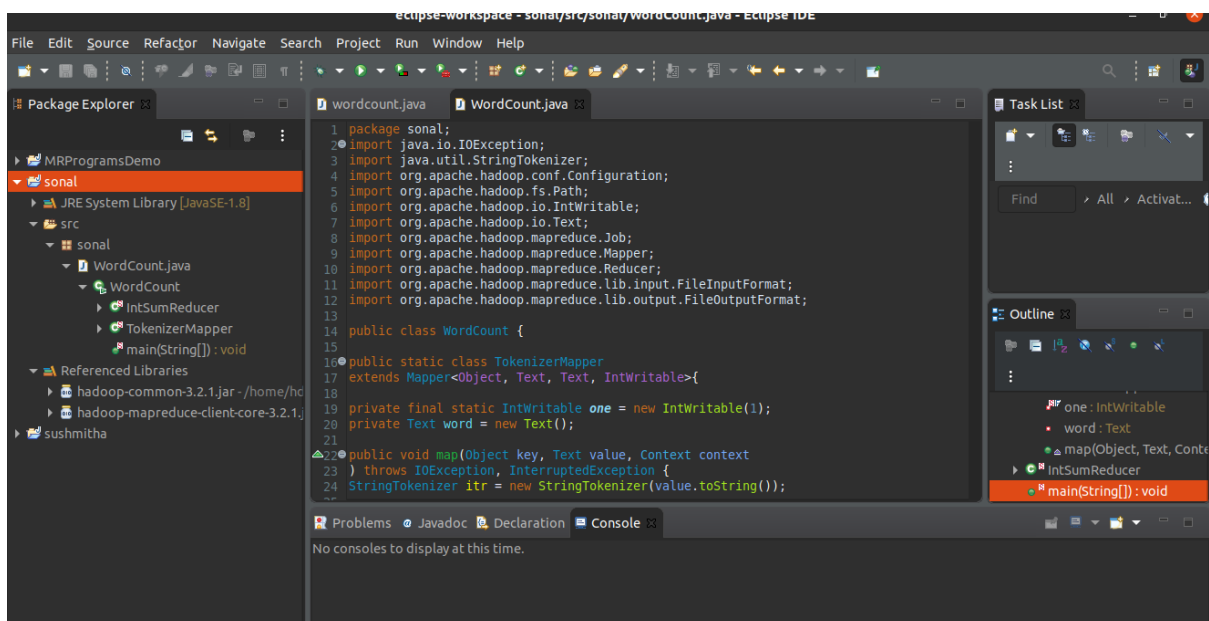 eclipse-workspace - sonal/src/sonal/WordCount.java - Eclipse IDE
File Edit Source Refactor Navigate Search Project Run Window Help
Package Explorer
MRProgramsDemo
sonal
JRE System Library [JavaSE-1.8]
src
sonal
WordCount.java
WordCount
IntSumReducer
TokenizerMapper
main(String[]) : void
Referenced Libraries
hadoop-common-3.2.1.jar - /home/hd
hadoop-mapreduce-client-core-3.2.1.j
sushmitha
wordcount.java WordCount.java
1 package sonal;
2 import java.io.IOException;
3 import java.util.StringTokenizer;
4 import org.apache.hadoop.conf.Configuration;
5 import org.apache.hadoop.fs.Path;
6 import org.apache.hadoop.io.IntWritable;
7 import org.apache.hadoop.io.Text;
8 import org.apache.hadoop.mapreduce.Job;
9 import org.apache.hadoop.mapreduce.Mapper;
10 import org.apache.hadoop.mapreduce.Reducer;
11 import org.apache.hadoop.mapreduce.lib.input.FileInputFormat;
12 import org.apache.hadoop.mapreduce.lib.output.FileOutputFormat;
13
14 public class WordCount {
15
16 public static class TokenizerMapper
17 extends Mapper<Object, Text, Text, IntWritable>{
18
19 private final static IntWritable one = new IntWritable(1);
20 private Text word = new Text();
21
22 public void map(Object key, Text value, Context context
23 ) throws IOException, InterruptedException {
24 StringTokenizer itr = new StringTokenizer(value.toString());
Problems Javadoc Declaration Console
No consoles to display at this time.
Task List
Find All Activat...
Outline
one : IntWritable
word : Text
map(Object, Text, Conte
IntSumReducer
main(String[]) : void